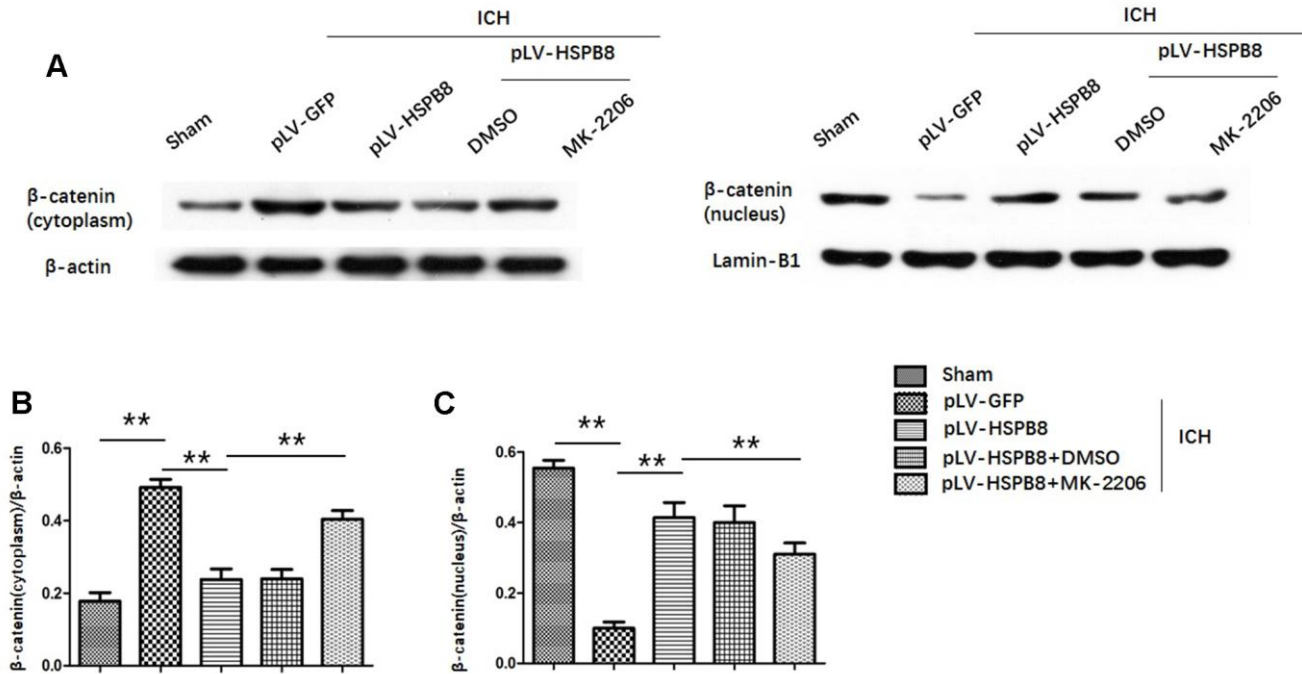 A
ICH
pLV-HSPB8
Sham
pLV-GFP
pLV-HSPB8
DMSO
MK-2206
β-catenin
(cytoplasm)
β-actin
ICH
pLV-HSPB8
Sham
pLV-GFP
pLV-HSPB8
DMSO
MK-2206
β-catenin
(nucleus)
Lamin-B1
B
β-catenin(cytoplasm)/β-actin
0.6
0.4
0.2
0.0
**
**
**
C
β-catenin(nucleus)/β-actin
0.6
0.4
0.2
0.0
**
**
**
Sham
pLV-GFP
pLV-HSPB8
pLV-HSPB8+DMSO
pLV-HSPB8+MK-2206
ICH